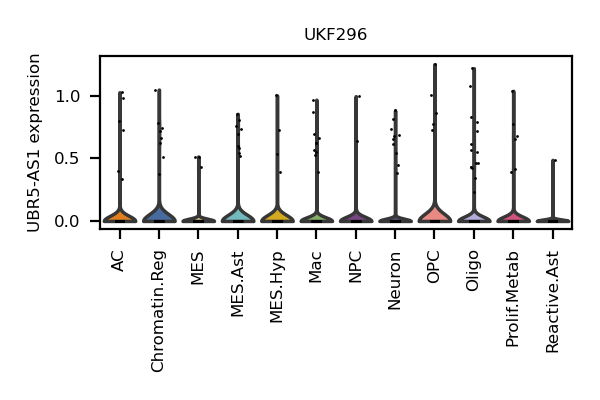 UKF296
UBR5-AS1 expression
1.0
0.5
0.0
AC
Chromatin.Reg
MES
MES.Ast
MES.Hyp
Mac
NPC
Neuron
OPC
Oligo
Prolif.Metab
Reactive.Ast